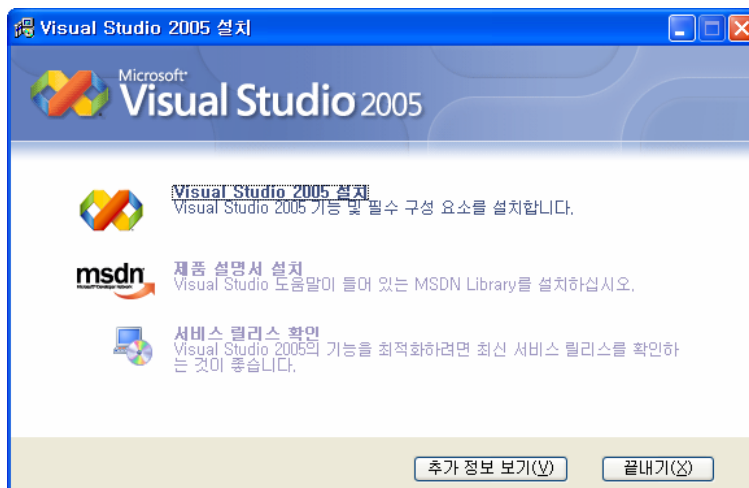 Visual Studio 2005 설치
Microsoft
Visual Studio 2005
Visual Studio 2005 설치
Visual Studio 2005 기능 및 필수 구성 요소를 설치합니다.
msdn
제품 설명서 설치
Visual Studio 도움말이 들어 있는 MSDN Library를 설치하십시오.
서비스 릴리스 확인
Visual Studio 2005의 기능을 최적화하려면 최신 서비스 릴리스를 확인하
는 것이 좋습니다.
추가 정보 보기(V)
끝내기(X)